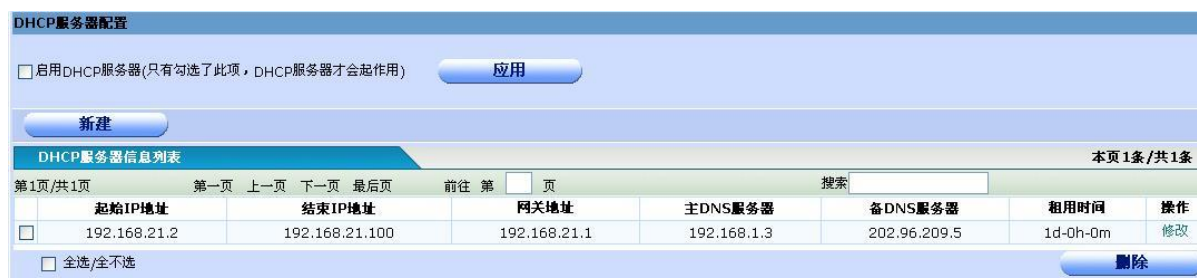 DHCP服务器配置
启用DHCP服务器(只有勾选了此项，DHCP服务器才会起作用) 应用
新建
DHCP服务器信息列表 本页1条/共1条
第1页/共1页 第一页 上一页 下一页 最后页 前往 第 页 搜索
起始IP地址 结束IP地址 网关地址 主DNS服务器 备DNS服务器 租用时间 操作
192.168.21.2 192.168.21.100 192.168.21.1 192.168.1.3 202.96.209.5 1d-0h-0m 修改
全选/全不选 删除